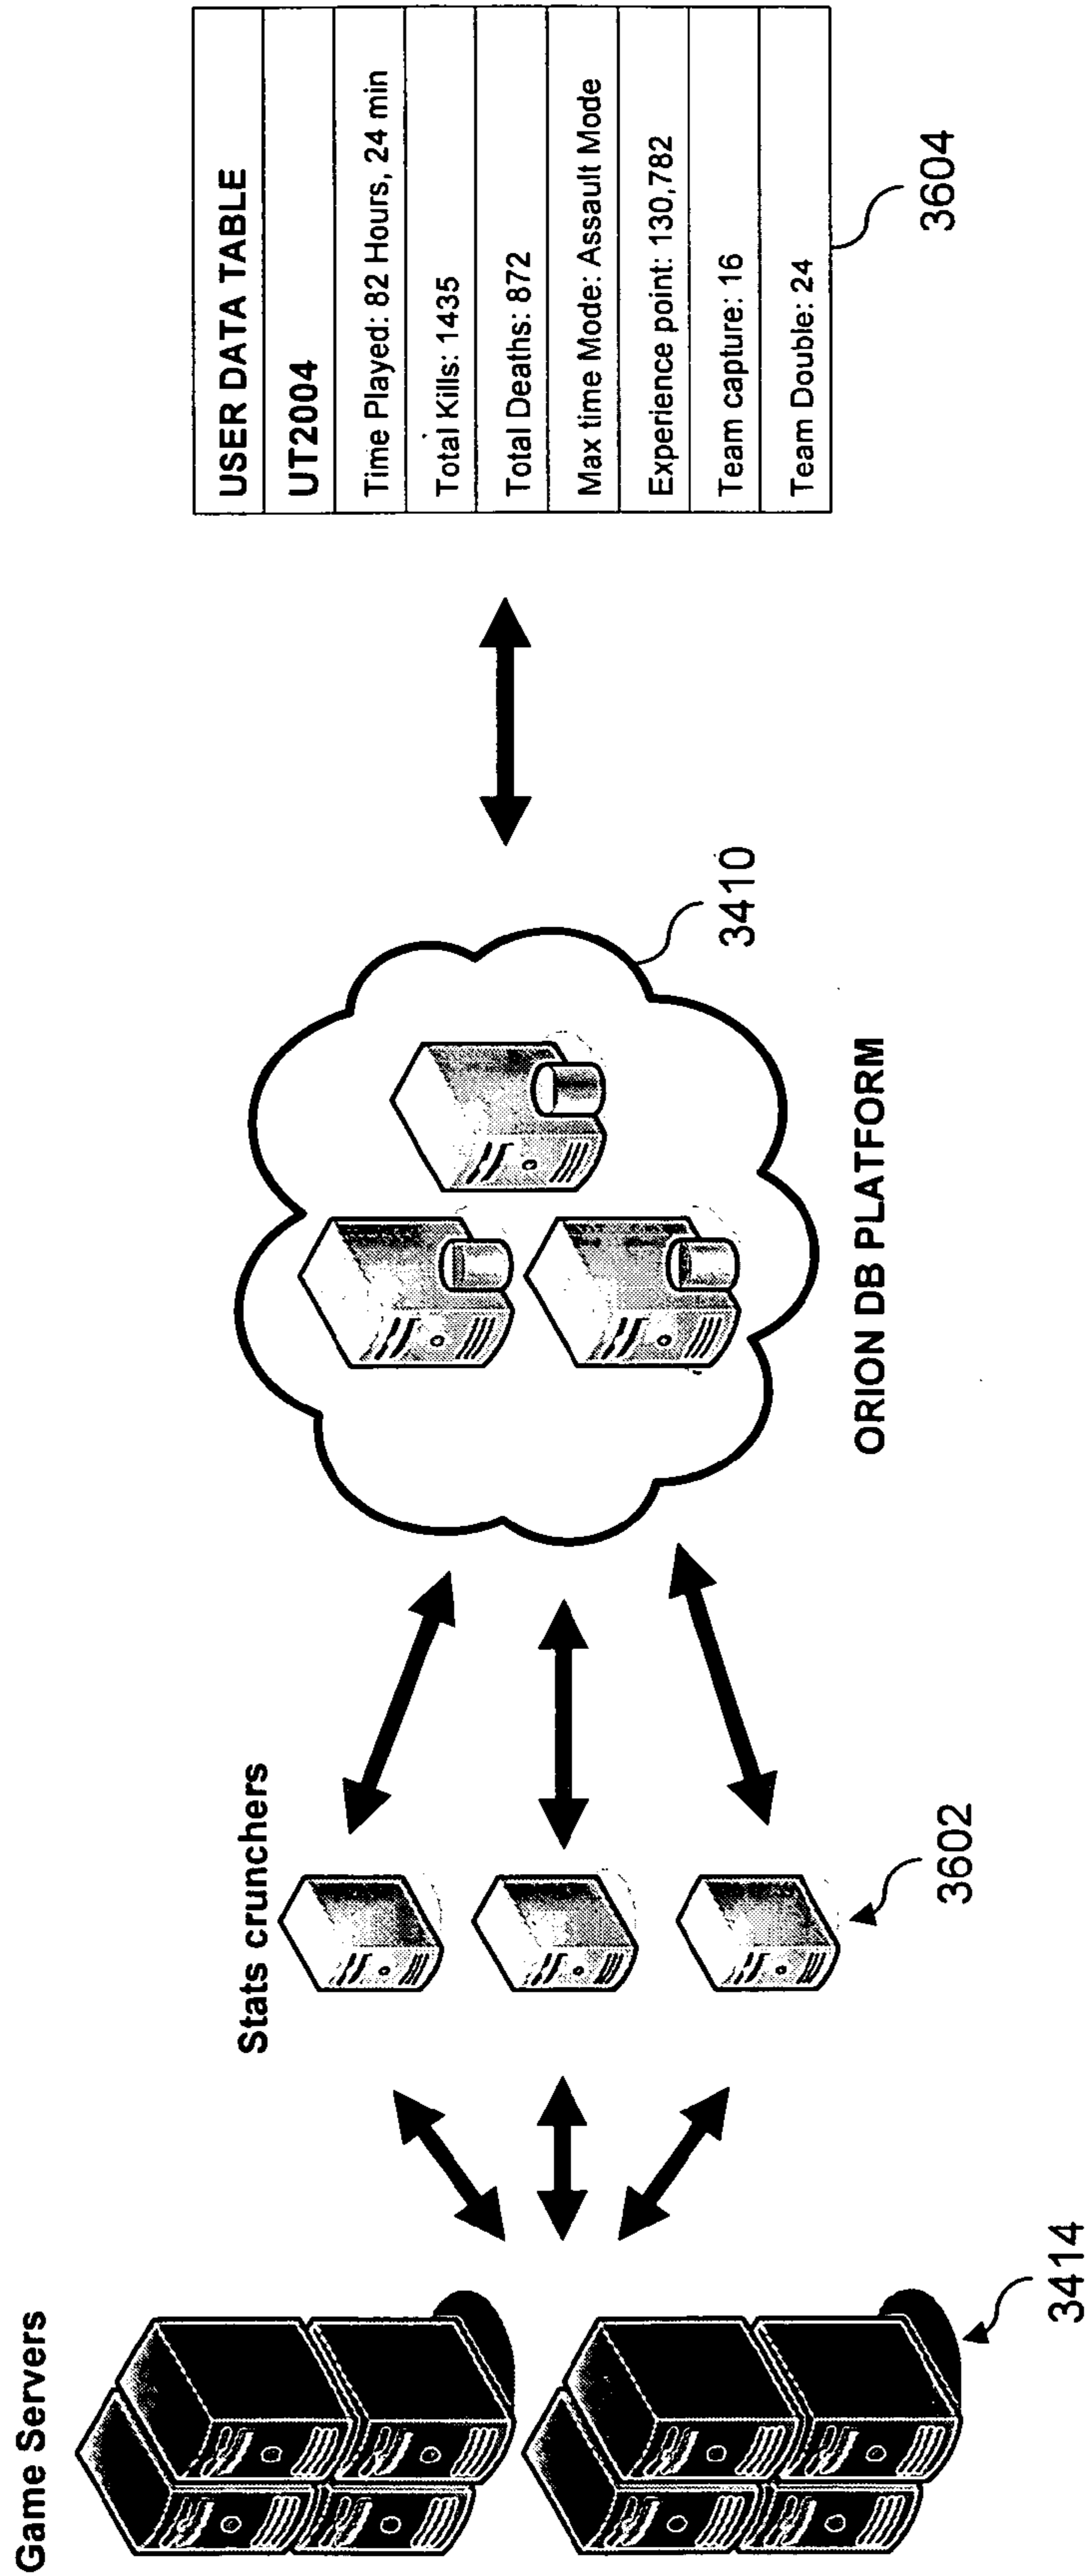 Game Servers
3414
Stats crunchers
3602
ORION DB PLATFORM
3410
USER DATA TABLE
UT2004
Time Played: 82 Hours, 24 min
Total Kills: 1435
Total Deaths: 872
Max time Mode: Assault Mode
Experience point: 130,782
Team capture: 16
Team Double: 24
3604